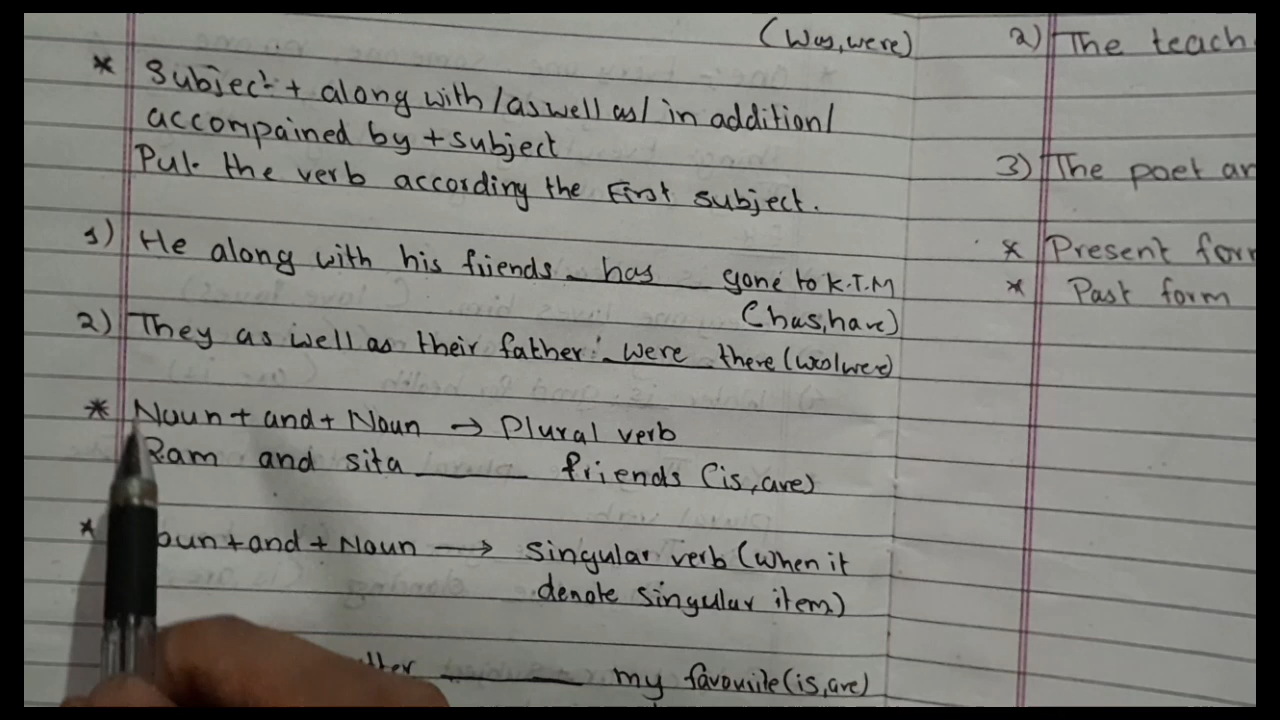 (was, were)
* Subject + along with / as well as / in addition /
accompained by + subject
Put the verb according the First subject.
1) He along with his friends has gone to K.T.M
(has, have)
2) They as well as their father were there (was/were)
* Noun + and + Noun → Plural verb
Ram and sita ______ friends (is, are)
* oun + and + Noun → singular verb (when it
denote singular item)
______ my favourite (is, are)
2) The teach
3) The poet an
* Present for
* Past form